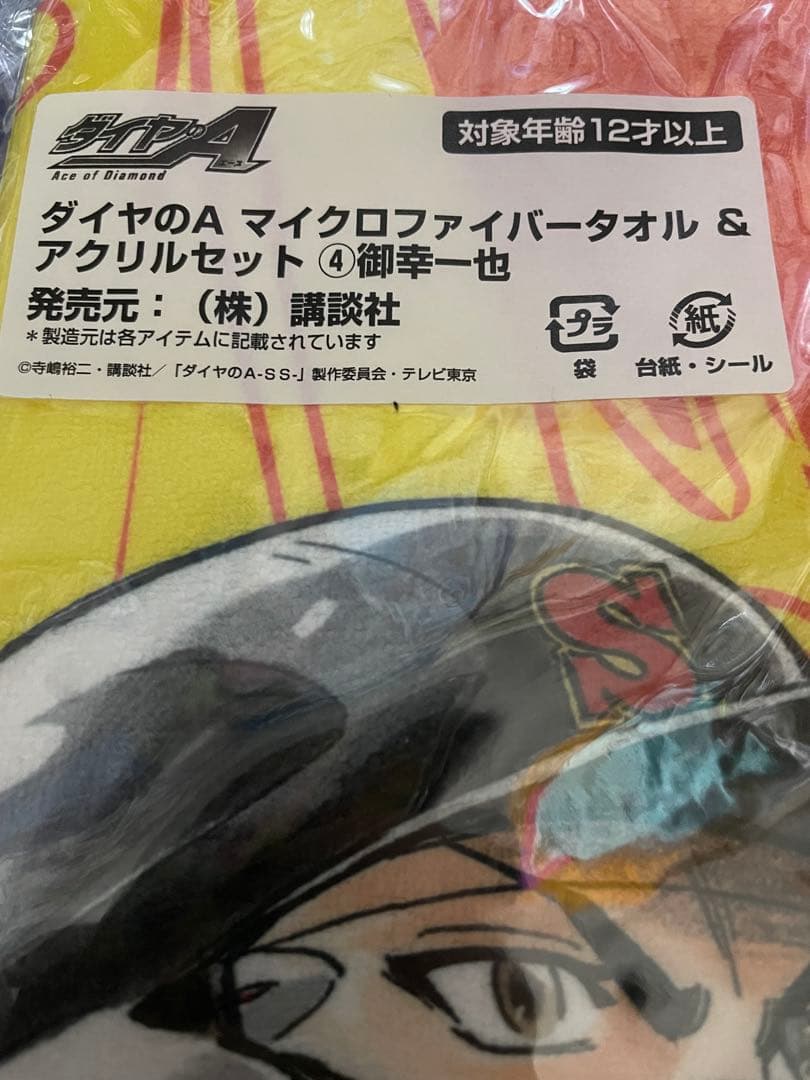 ダイヤのA
エース
Ace of Diamond
対象年齢12才以上
ダイヤのA マイクロファイバータオル &
アクリルセット ④御幸一也
発売元：（株）講談社
＊製造元は各アイテムに記載されています
©寺嶋裕二・講談社／「ダイヤのA-SS-」製作委員会・テレビ東京
プラ
袋
紙
台紙・シール
S